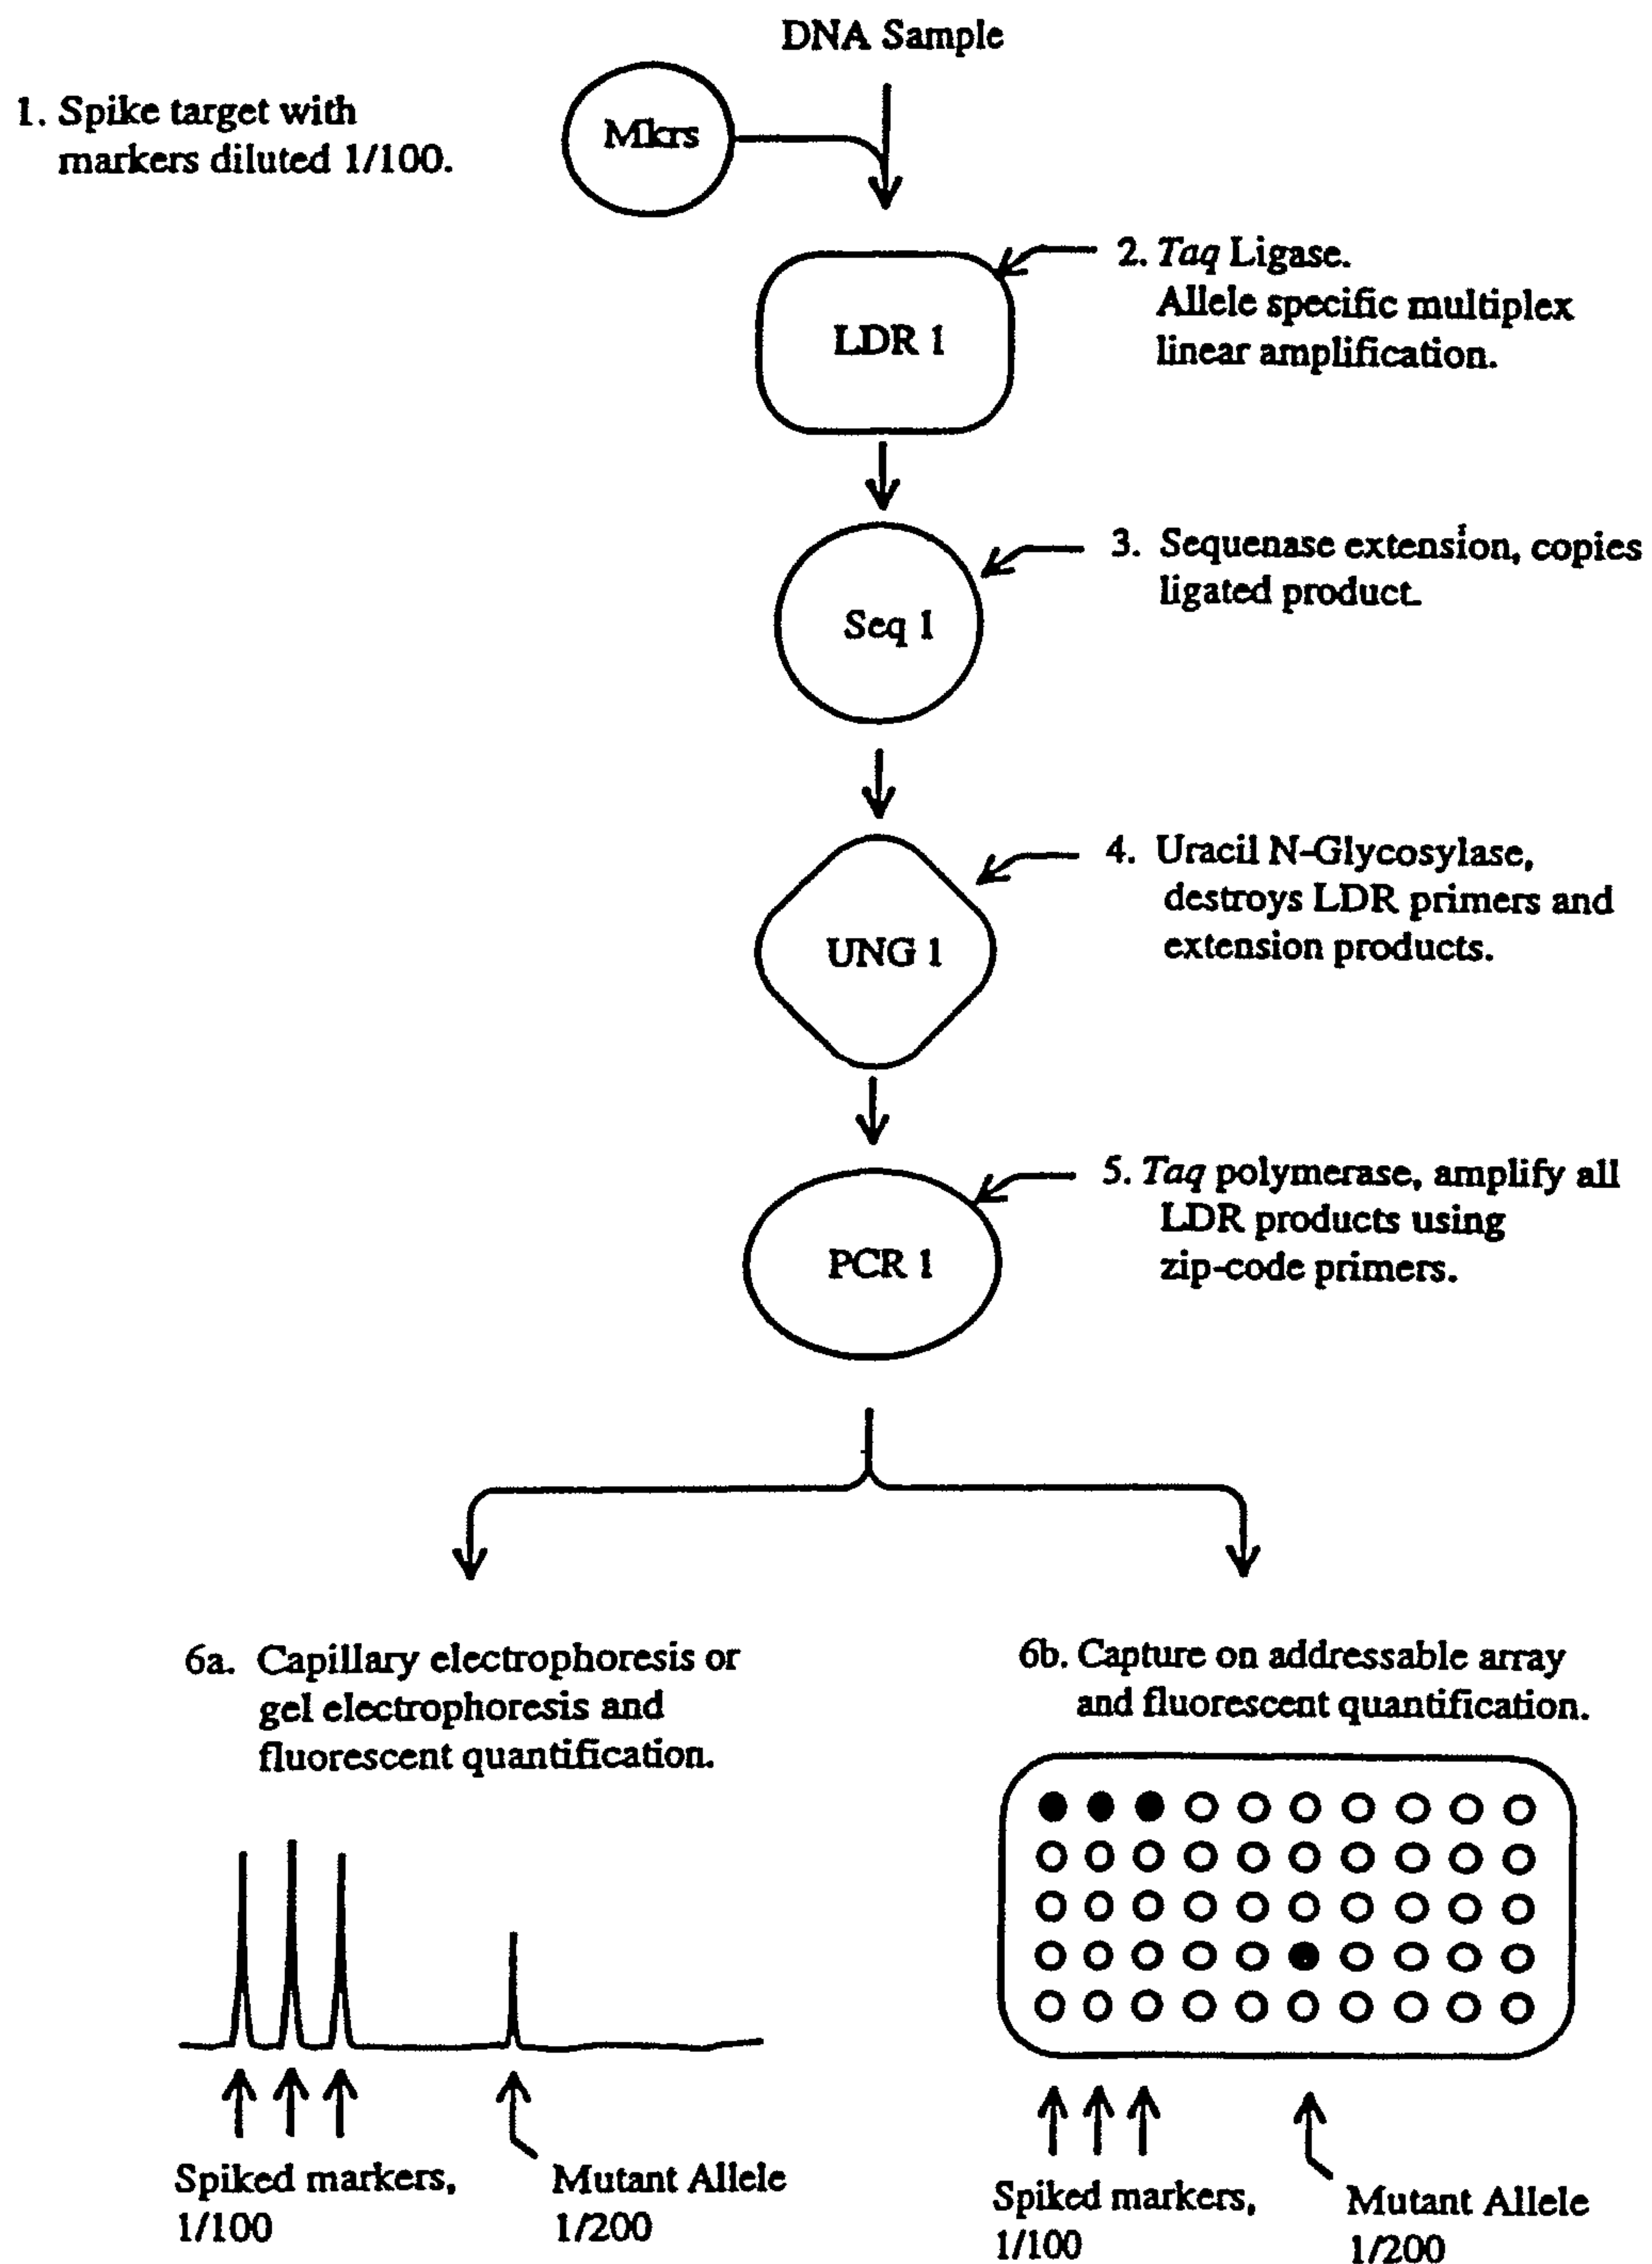 DNA Sample
1. Spike target with
markers diluted 1/100.
Mkrs
2. Taq Ligase.
Allele specific multiplex
linear amplification.
LDR 1
3. Sequenase extension, copies
ligated product.
Seq 1
4. Uracil N-Glycosylase,
destroys LDR primers and
extension products.
UNG 1
5. Taq polymerase, amplify all
LDR products using
zip-code primers.
PCR 1
6a. Capillary electrophoresis or
gel electrophoresis and
fluorescent quantification.
6b. Capture on addressable array
and fluorescent quantification.
Spiked markers,
1/100
Mutant Allele
1/200
Spiked markers,
1/100
Mutant Allele
1/200